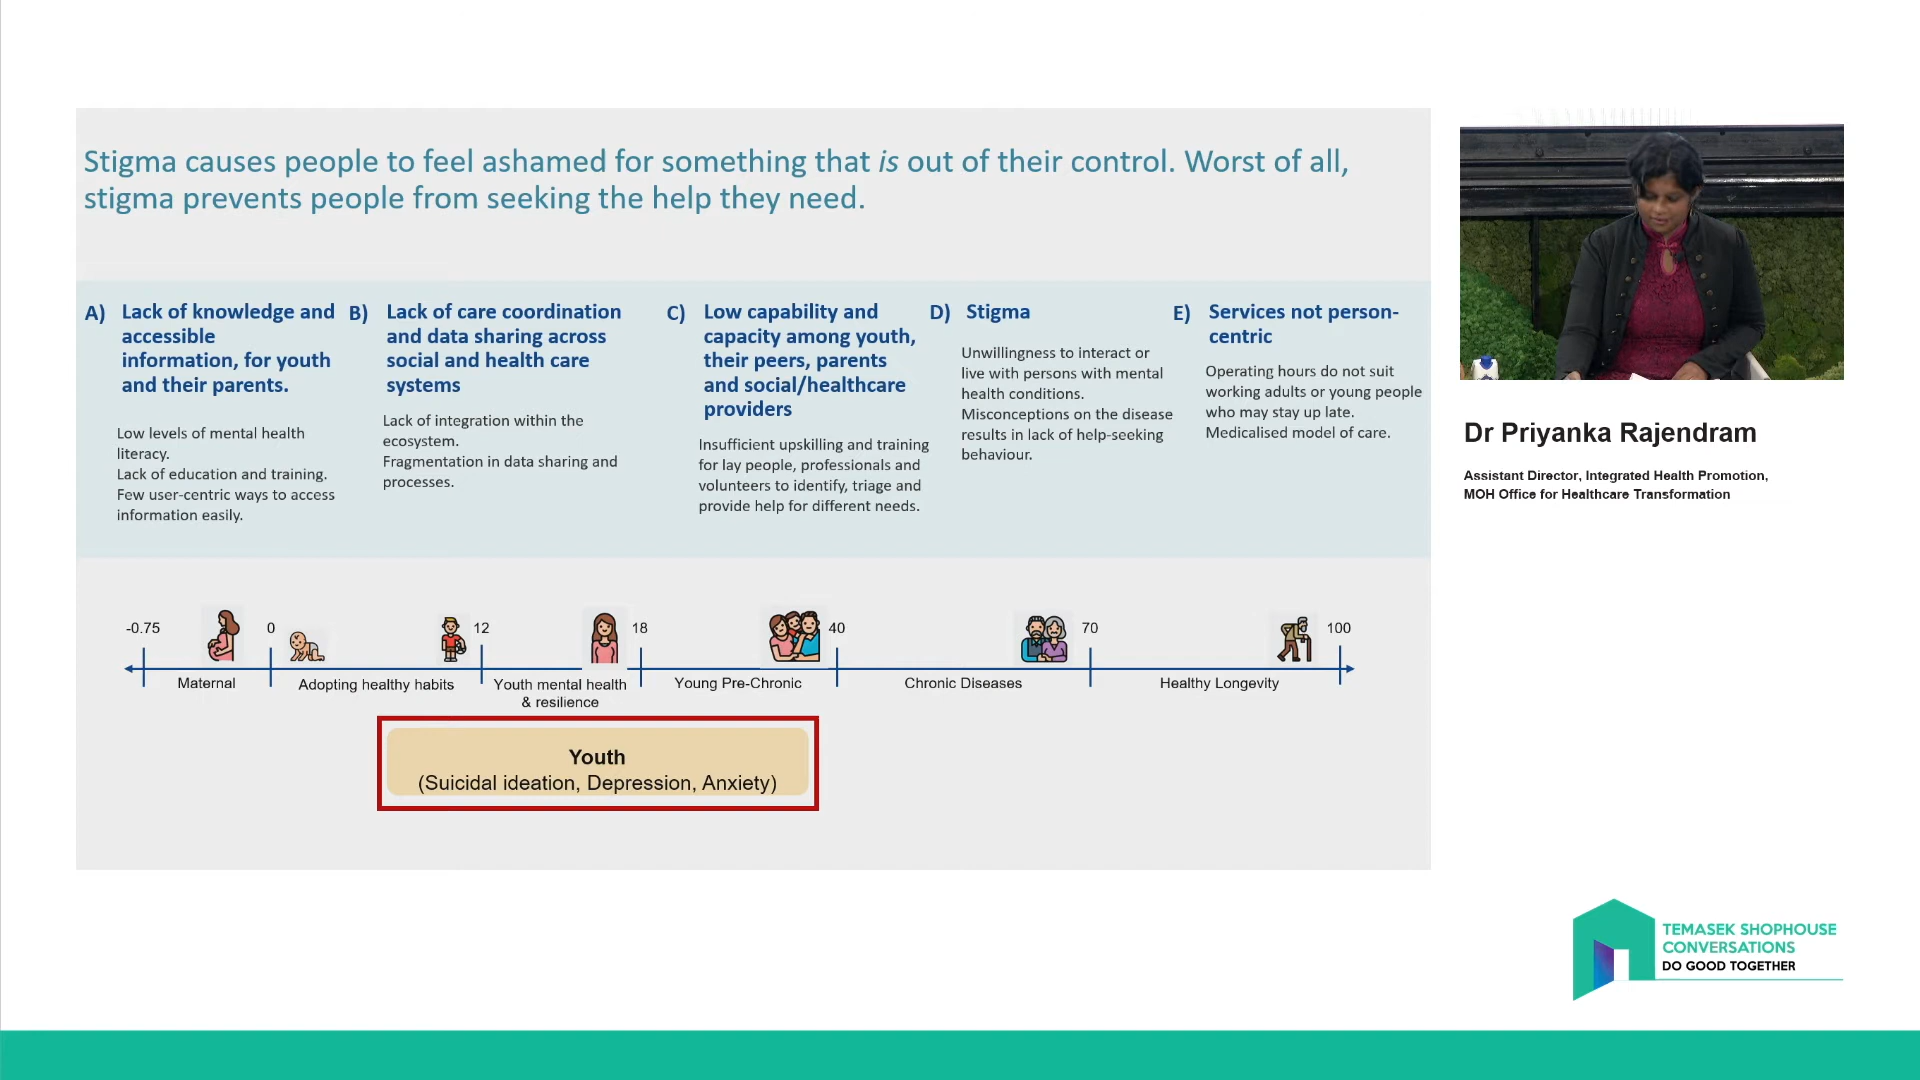 Stigma causes people to feel ashamed for something that is out of their control. Worst of all,
stigma prevents people from seeking the help they need.
A) Lack of knowledge and
accessible
information, for youth
and their parents.
Low levels of mental health
literacy.
Lack of education and training.
Few user-centric ways to access
information easily.
B) Lack of care coordination
and data sharing across
social and health care
systems
Lack of integration within the
ecosystem.
Fragmentation in data sharing and
processes.
C) Low capability and
capacity among youth,
their peers, parents
and social/healthcare
providers
Insufficient upskilling and training
for lay people, professionals and
volunteers to identify, triage and
provide help for different needs.
D) Stigma
Unwillingness to interact or
live with persons with mental
health conditions.
Misconceptions on the disease
results in lack of help-seeking
behaviour.
E) Services not person-
centric
Operating hours do not suit
working adults or young people
who may stay up late.
Medicalised model of care.
-0.75 0 12 18 40 70 100
Maternal
Adopting healthy habits
Youth mental health
& resilience
Young Pre-Chronic
Chronic Diseases
Healthy Longevity
Youth
(Suicidal ideation, Depression, Anxiety)
Dr Priyanka Rajendram
Assistant Director, Integrated Health Promotion,
MOH Office for Healthcare Transformation
TEMASEK SHOPHOUSE
CONVERSATIONS
DO GOOD TOGETHER